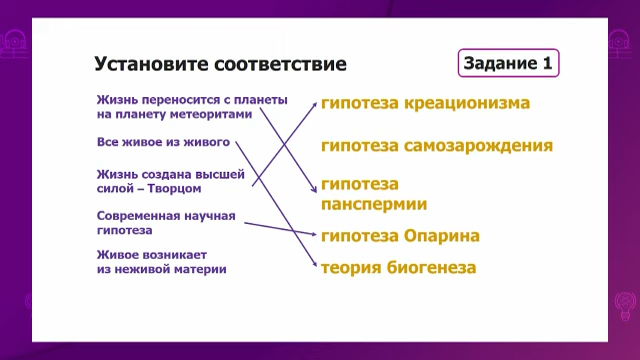 Установите соответствие
Задание 1
Жизнь переносится с планеты
на планету метеоритами
Все живое из живого
Жизнь создана высшей
силой – Творцом
Современная научная
гипотеза
Живое возникает
из неживой материи
гипотеза креационизма
гипотеза самозарождения
гипотеза
панспермии
гипотеза Опарина
теория биогенеза